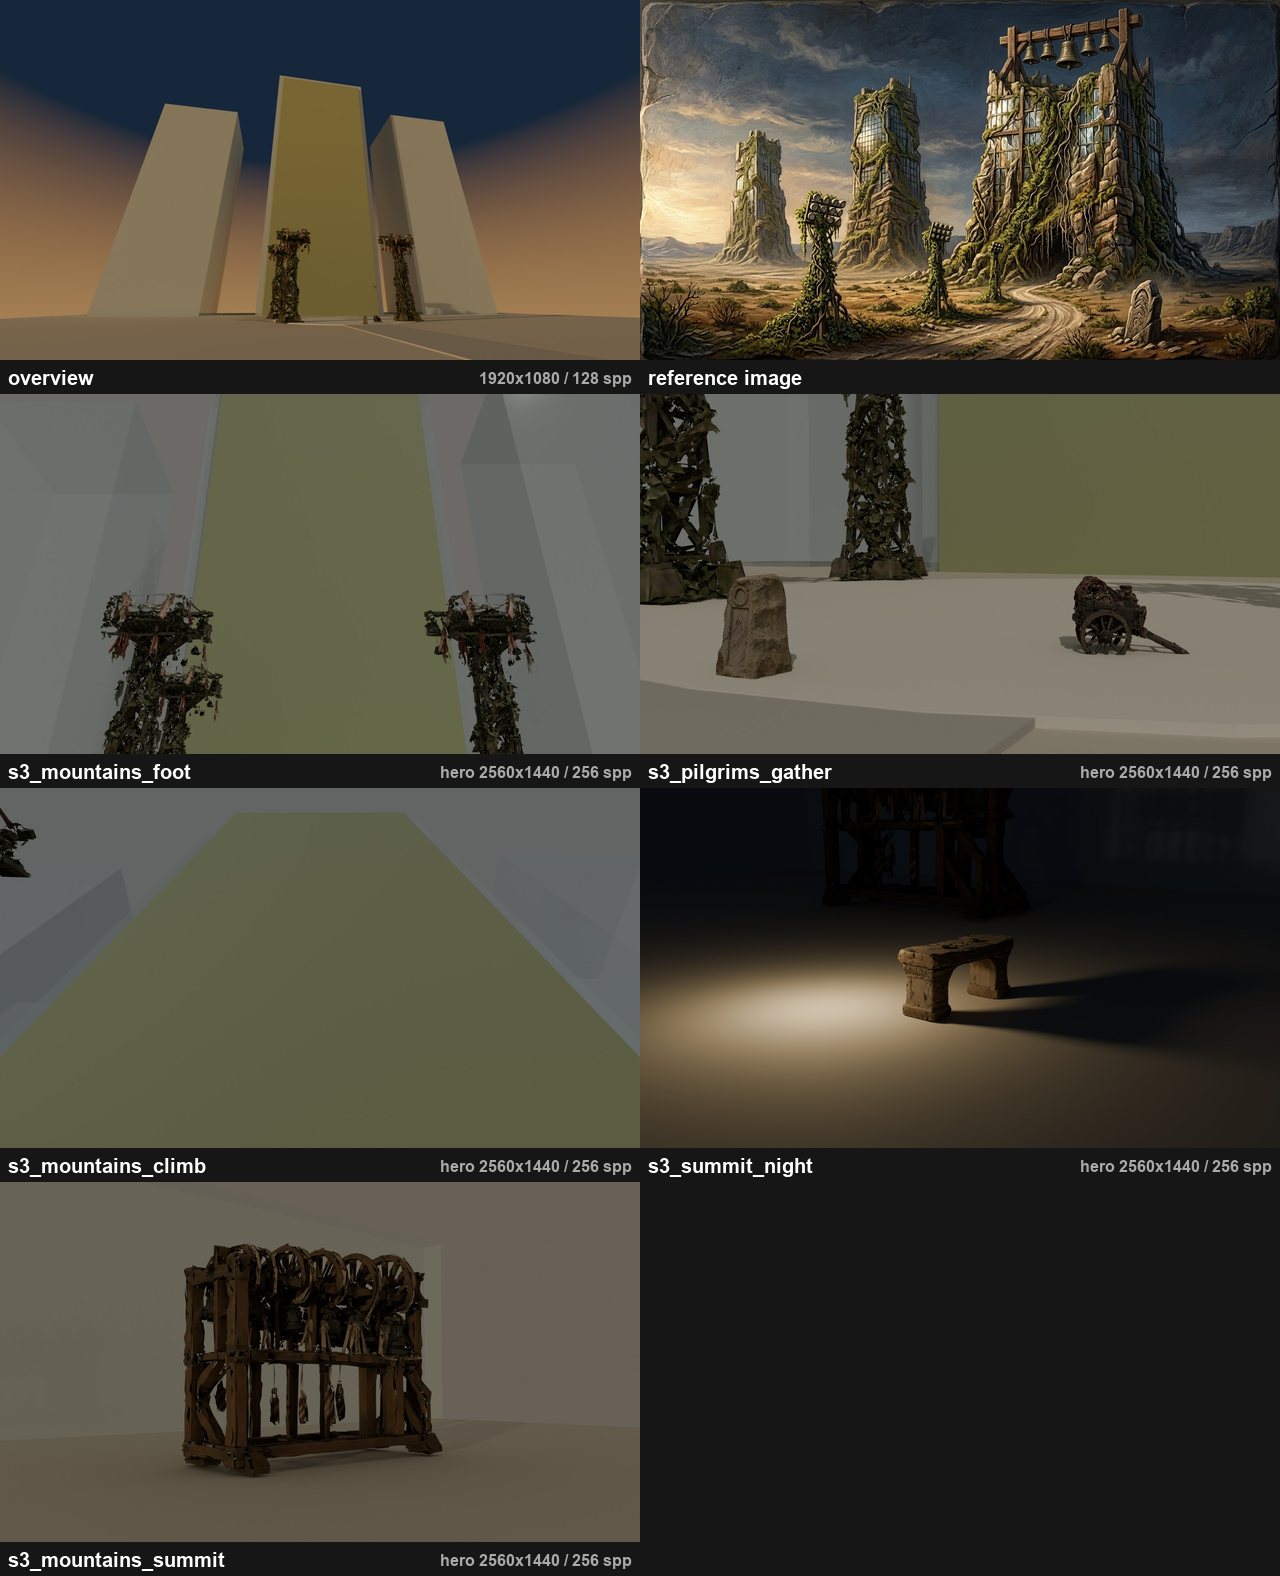 overview
1920x1080 / 128 spp
reference image
s3_mountains_foot
hero 2560x1440 / 256 spp
s3_pilgrims_gather
hero 2560x1440 / 256 spp
s3_mountains_climb
hero 2560x1440 / 256 spp
s3_summit_night
hero 2560x1440 / 256 spp
s3_mountains_summit
hero 2560x1440 / 256 spp